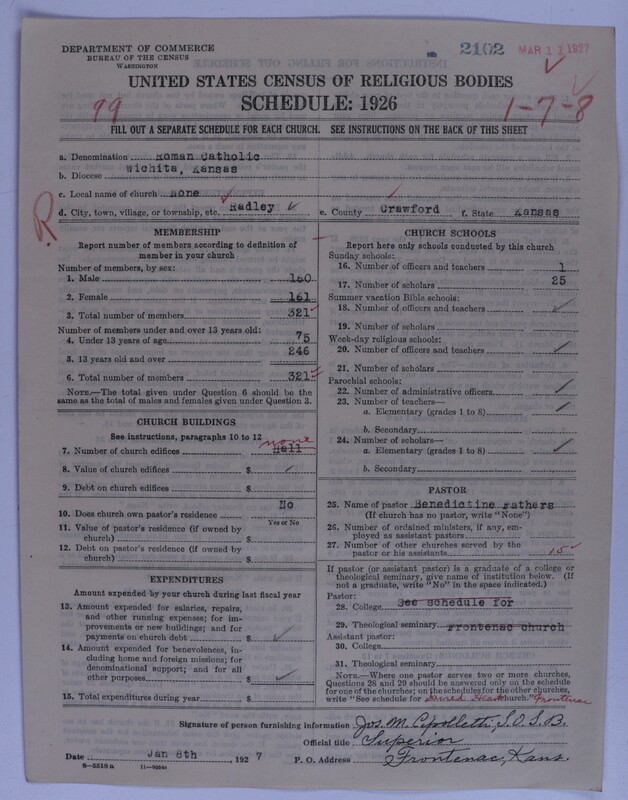 DEPARTMENT OF COMMERCE
BUREAU OF THE CENSUS
WASHINGTON
2102 MAR 11 1927
UNITED STATES CENSUS OF RELIGIOUS BODIES
SCHEDULE: 1926
99
1-7-8
FILL OUT A SEPARATE SCHEDULE FOR EACH CHURCH. SEE INSTRUCTIONS ON THE BACK OF THIS SHEET
a. Denomination Roman Catholic
b. Diocese Wichita, Kansas
c. Local name of church None
R.
d. City, town, village, or township, etc. Radley e. County Crawford f. State Kansas
MEMBERSHIP
Report number of members according to definition of
member in your church
Number of members, by sex:
1. Male 160
2. Female 161
3. Total number of members 321
Number of members under and over 13 years old:
4. Under 13 years of age 75
5. 13 years old and over 246
6. Total number of members 321
NOTE.—The total given under Question 6 should be the
same as the total of males and females given under Question 3.
CHURCH BUILDINGS
See instructions, paragraphs 10 to 12
none
7. Number of church edifices Hall
8. Value of church edifices $
9. Debt on church edifices $
10. Does church own pastor's residence No
Yes or No
11. Value of pastor's residence (if owned by
church) $
12. Debt on pastor's residence (if owned by
church) $
EXPENDITURES
Amount expended by your church during last fiscal year
13. Amount expended for salaries, repairs,
and other running expenses; for im-
provements or new buildings; and for
payments on church debt $
14. Amount expended for benevolences, in-
cluding home and foreign missions; for
denominational support; and for all
other purposes $
15. Total expenditures during year $
CHURCH SCHOOLS
Report here only schools conducted by this church
Sunday schools:
16. Number of officers and teachers 1
17. Number of scholars 25
Summer vacation Bible schools:
18. Number of officers and teachers
19. Number of scholars
Week-day religious schools:
20. Number of officers and teachers
21. Number of scholars
Parochial schools:
22. Number of administrative officers
23. Number of teachers—
a. Elementary (grades 1 to 8)
b. Secondary
24. Number of scholars—
a. Elementary (grades 1 to 8)
b. Secondary
PASTOR
25. Name of pastor Benedictine Fathers
(If church has no pastor, write "None")
26. Number of ordained ministers, if any, em-
ployed as assistant pastors
27. Number of other churches served by the
pastor or his assistants 15
If pastor (or assistant pastor) is a graduate of a college or
theological seminary, give name of institution below. (If
not a graduate, write "No" in the space indicated.)
Pastor:
28. College See schedule for
29. Theological seminary Frontenac church
Assistant pastor:
30. College
31. Theological seminary
NOTE.—Where one pastor serves two or more churches,
Questions 28 and 29 should be answered only on the schedule
for one of the churches; on the schedules for the other churches,
write "See schedule for Sacred Heart church." Frontenac
Signature of person furnishing information Jos. M. Cipolletti, S.O.S.B.
Official title Superior
Date Jan 8th, 1927 P. O. Address Frontenac, Kans.
8—5518 a